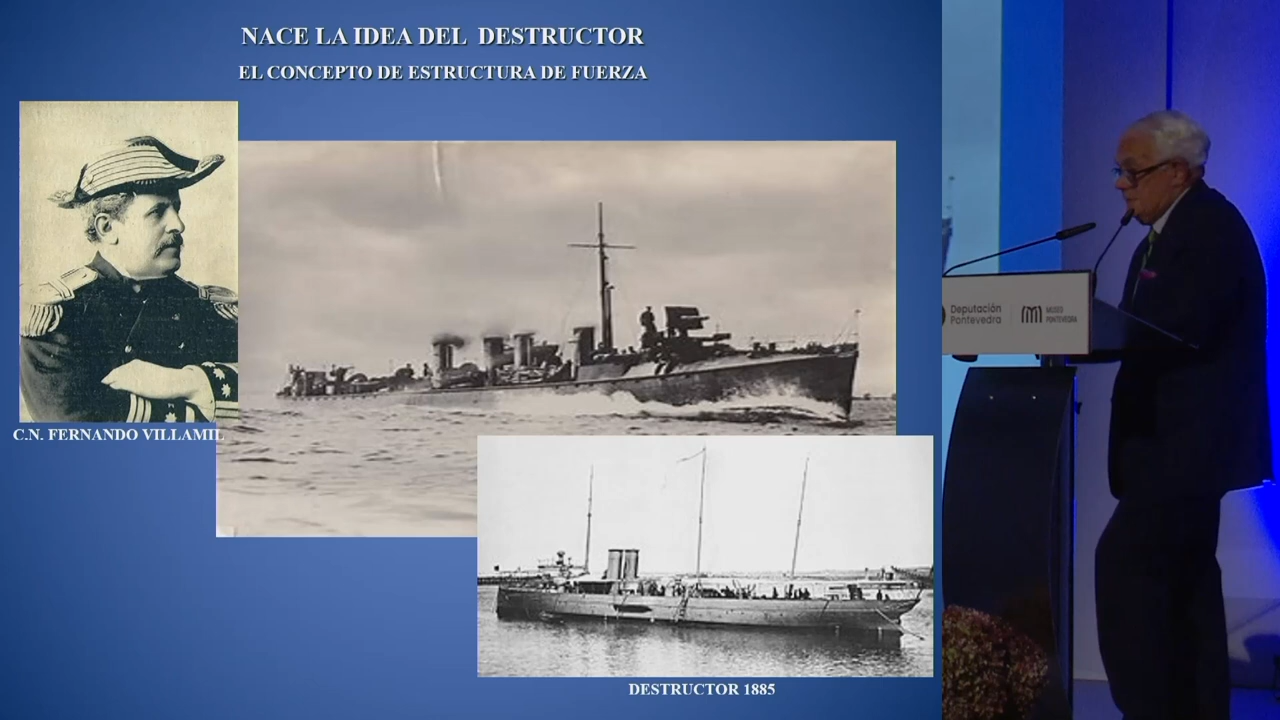 NACE LA IDEA DEL DESTRUCTOR
EL CONCEPTO DE ESTRUCTURA DE FUERZA
C.N. FERNANDO VILLAMIL
DESTRUCTOR 1885
Deputación
Pontevedra
MUSEO
PONTEVEDRA